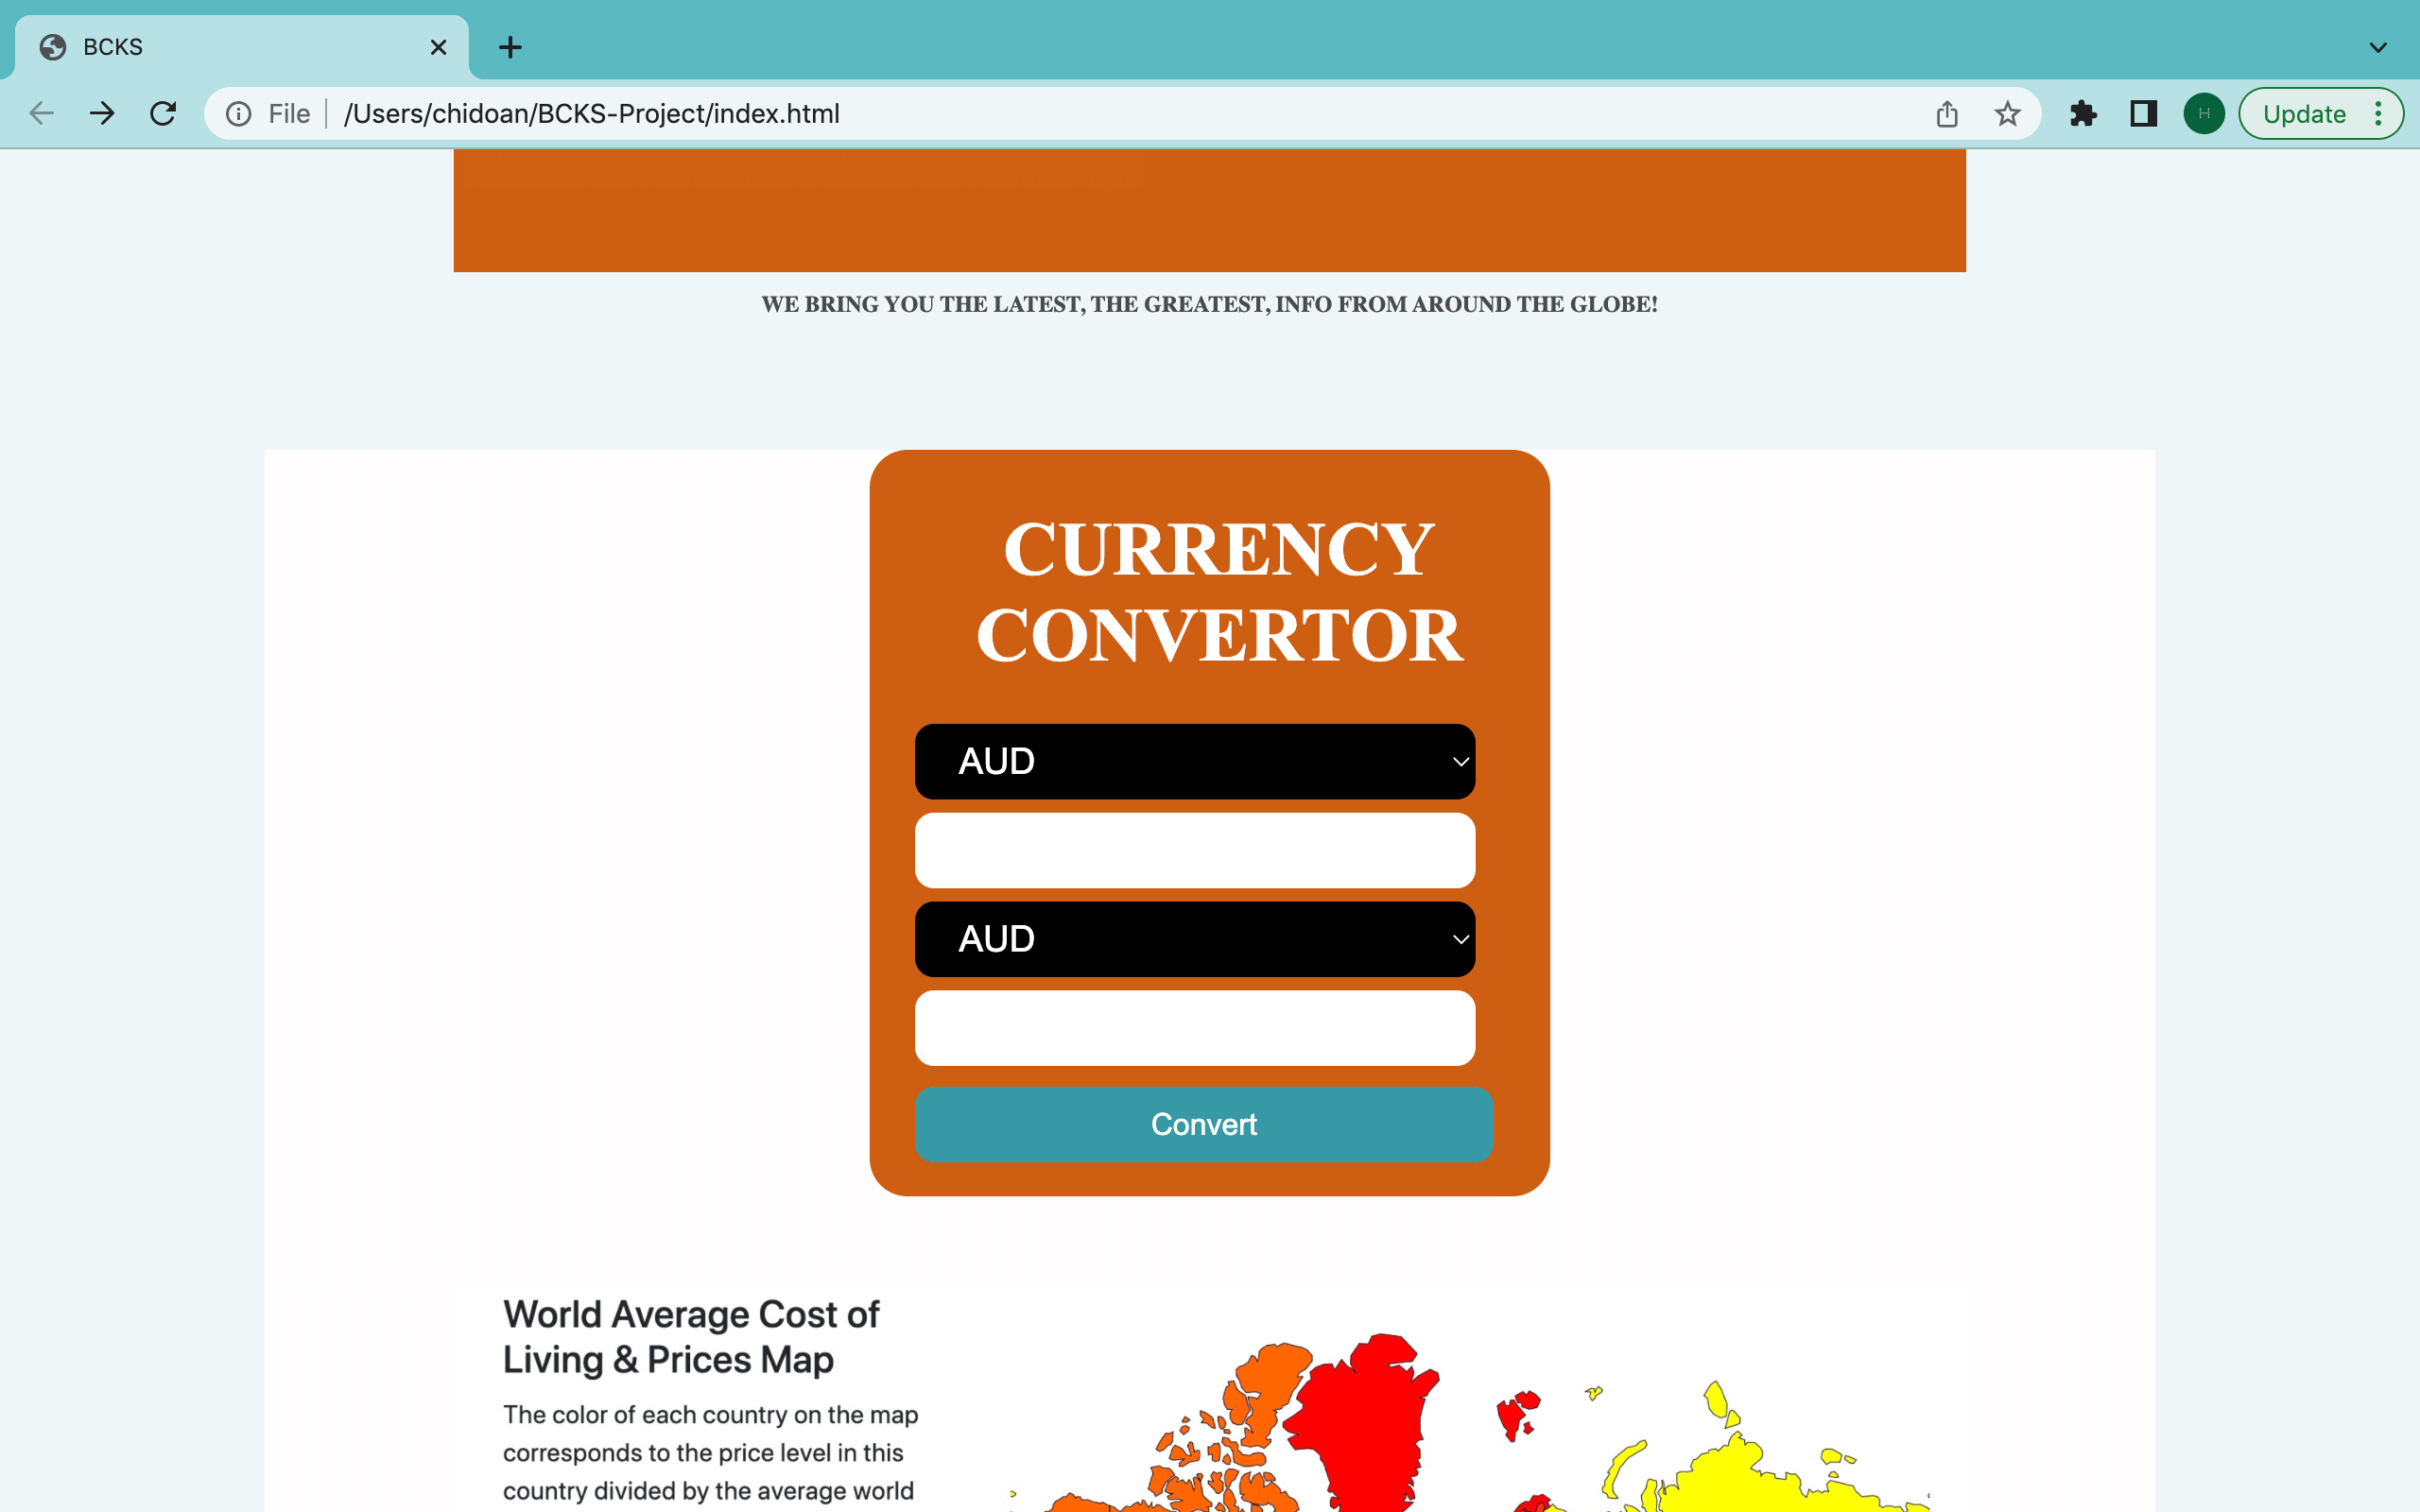 BCKS
File
/Users/chidoan/BCKS-Project/index.html
H
Update
WE BRING YOU THE LATEST, THE GREATEST, INFO FROM AROUND THE GLOBE!
CURRENCY
CONVERTOR
AUD
AUD
Convert
World Average Cost of
Living & Prices Map
The color of each country on the map
corresponds to the price level in this
country divided by the average world